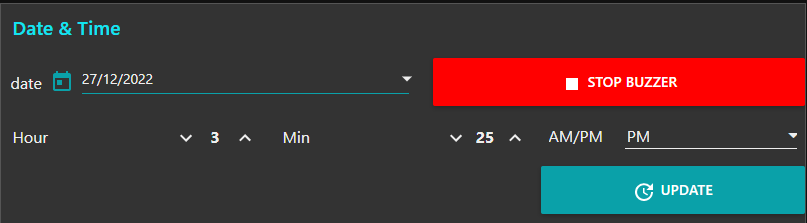 Date & Time
date 27/12/2022 STOP BUZZER
Hour 3 Min 25 AM/PM PM
UPDATE